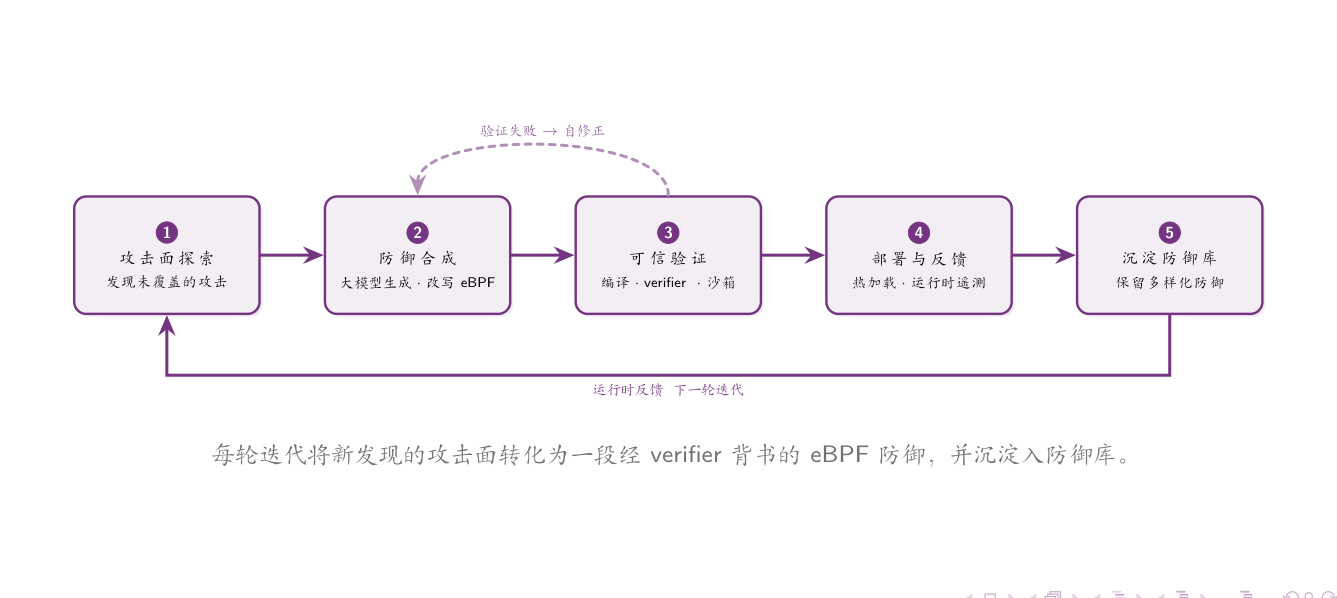 验证失败 → 自修正
1
攻击面探索
发现未覆盖的攻击
2
防御合成
大模型生成 · 改写 eBPF
3
可信验证
编译 · verifier · 沙箱
4
部署与反馈
热加载 · 运行时遥测
5
沉淀防御库
保留多样化防御
运行时反馈 下一轮迭代
每轮迭代将新发现的攻击面转化为一段经 verifier 背书的 eBPF 防御，并沉淀入防御库。